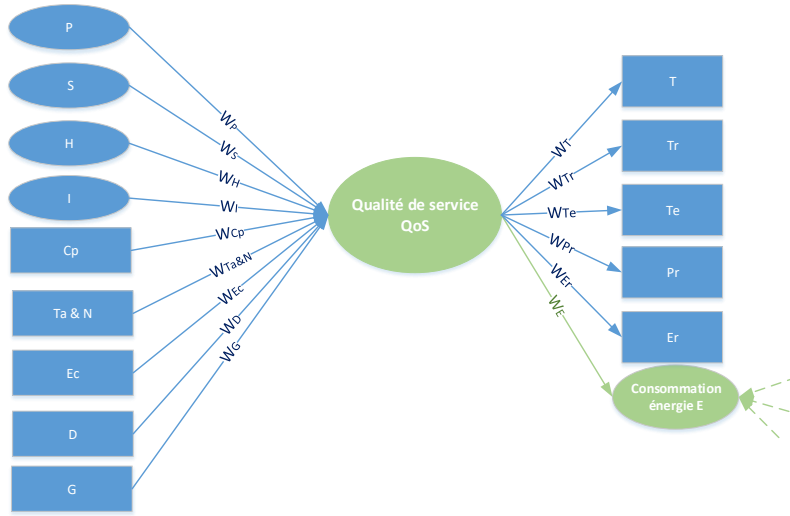 P
S
H
I
Cp
Ta & N
Ec
D
G
WP
WS
WH
WI
WCp
WTa&N
WEc
WD
WG
Qualité de service
QoS
WT
WTr
WTe
WPr
WEr
WE
T
Tr
Te
Pr
Er
Consommation
énergie E